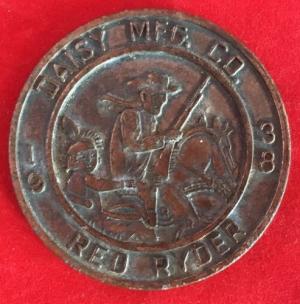 DAISY MFG. CO.
19 38
RED RYDER